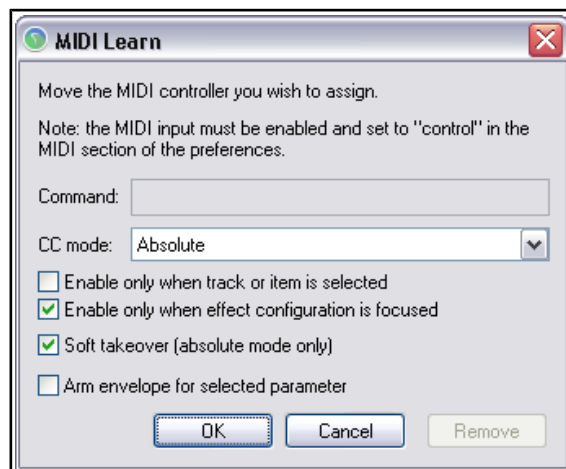 MIDI Learn
Move the MIDI controller you wish to assign.
Note: the MIDI input must be enabled and set to "control" in the
MIDI section of the preferences.
Command:
CC mode: Absolute
Enable only when track or item is selected
Enable only when effect configuration is focused
Soft takeover (absolute mode only)
Arm envelope for selected parameter
OK Cancel Remove